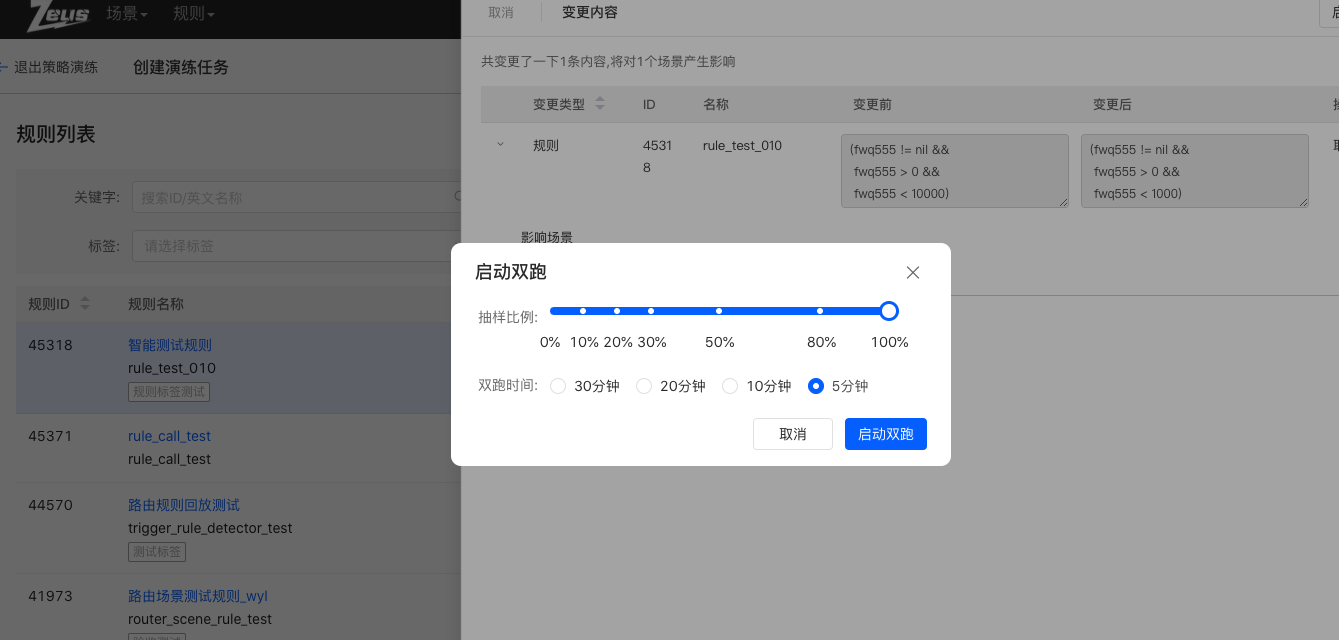 Zeus 场景 规则
退出策略演练 创建演练任务
规则列表
关键字: 搜索ID/英文名称
标签: 请选择标签
规则ID 规则名称
45318 智能测试规则
rule_test_010
规则标签测试
45371 rule_call_test
rule_call_test
44570 路由规则回放测试
trigger_rule_detector_test
测试标签
41973 路由场景测试规则_wyl
router_scene_rule_test
取消 变更内容
共变更了一下1条内容,将对1个场景产生影响
变更类型 ID 名称 变更前 变更后
规则 45318 rule_test_010
(fwq555 != nil &&
fwq555 > 0 &&
fwq555 < 10000)
(fwq555 != nil &&
fwq555 > 0 &&
fwq555 < 1000)
影响场景
启动双跑
抽样比例:
0% 10% 20% 30% 50% 80% 100%
双跑时间: 30分钟 20分钟 10分钟 5分钟
取消 启动双跑